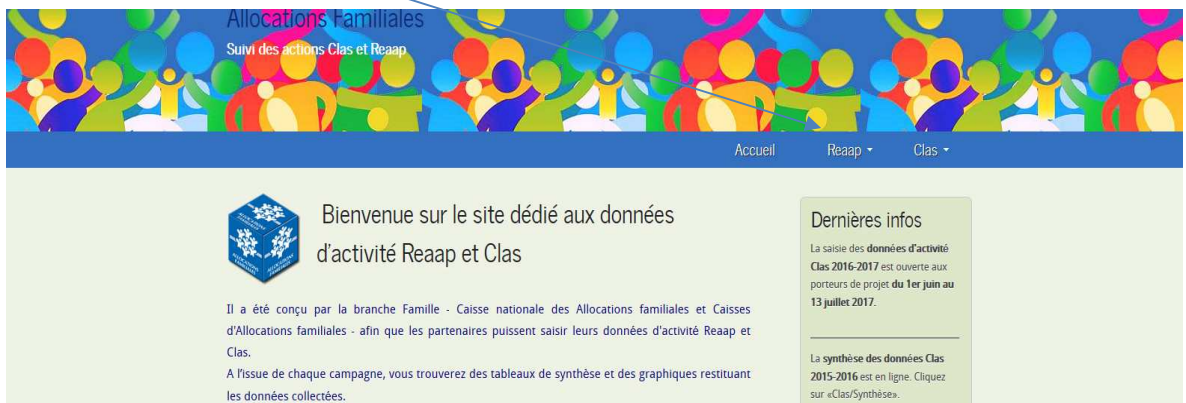 Allocations Familiales
Suivi des actions Clas et Reaap
Accueil Reaap Clas
Bienvenue sur le site dédié aux données
d'activité Reaap et Clas
Il a été conçu par la branche Famille - Caisse nationale des Allocations familiales et Caisses
d'Allocations familiales - afin que les partenaires puissent saisir leurs données d'activité Reaap et
Clas.
A l'issue de chaque campagne, vous trouverez des tableaux de synthèse et des graphiques restituant
les données collectées.
Dernières infos
La saisie des données d'activité
Clas 2016-2017 est ouverte aux
porteurs de projet du 1er juin au
13 juillet 2017.
La synthèse des données Clas
2015-2016 est en ligne. Cliquez
sur «Clas/Synthèse».